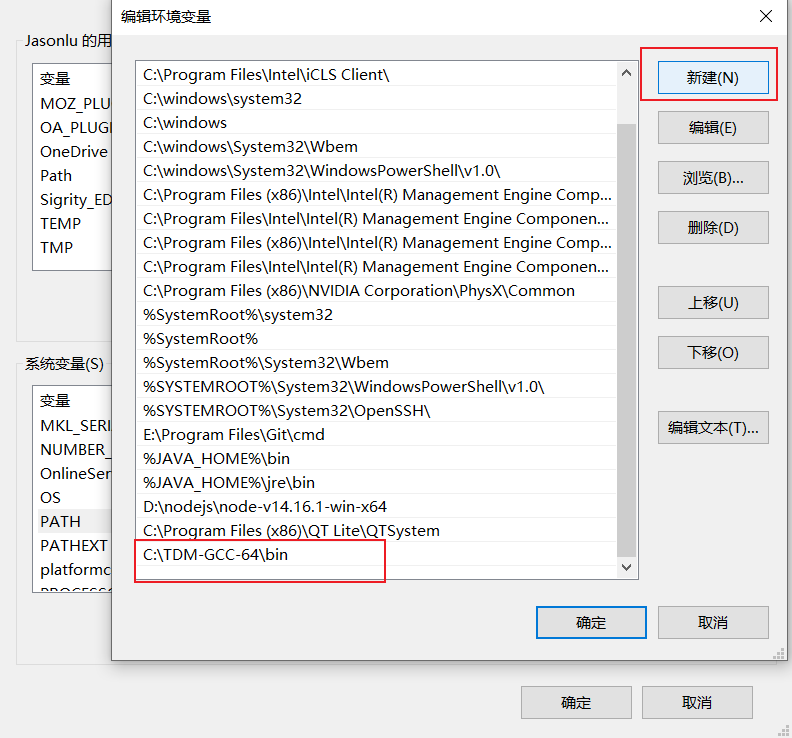 编辑环境变量
Jasonlu 的用
变量
MOZ_PLU
OA_PLUGI
OneDrive
Path
Sigrity_ED
TEMP
TMP
系统变量(S)
变量
MKL_SERI
NUMBER_
OnlineSer
OS
PATH
PATHEXT
platformc
PROCESSO
C:\Program Files\Intel\iCLS Client\
C:\windows\system32
C:\windows
C:\windows\System32\Wbem
C:\windows\System32\WindowsPowerShell\v1.0\
C:\Program Files (x86)\Intel\Intel(R) Management Engine Comp...
C:\Program Files\Intel\Intel(R) Management Engine Componen...
C:\Program Files (x86)\Intel\Intel(R) Management Engine Comp...
C:\Program Files\Intel\Intel(R) Management Engine Componen...
C:\Program Files (x86)\NVIDIA Corporation\PhysX\Common
%SystemRoot%\system32
%SystemRoot%
%SystemRoot%\System32\Wbem
%SYSTEMROOT%\System32\WindowsPowerShell\v1.0\
%SYSTEMROOT%\System32\OpenSSH\
E:\Program Files\Git\cmd
%JAVA_HOME%\bin
%JAVA_HOME%\jre\bin
D:\nodejs\node-v14.16.1-win-x64
C:\Program Files (x86)\QT Lite\QTSystem
C:\TDM-GCC-64\bin
新建(N)
编辑(E)
浏览(B)...
删除(D)
上移(U)
下移(O)
编辑文本(T)...
确定
取消
确定
取消